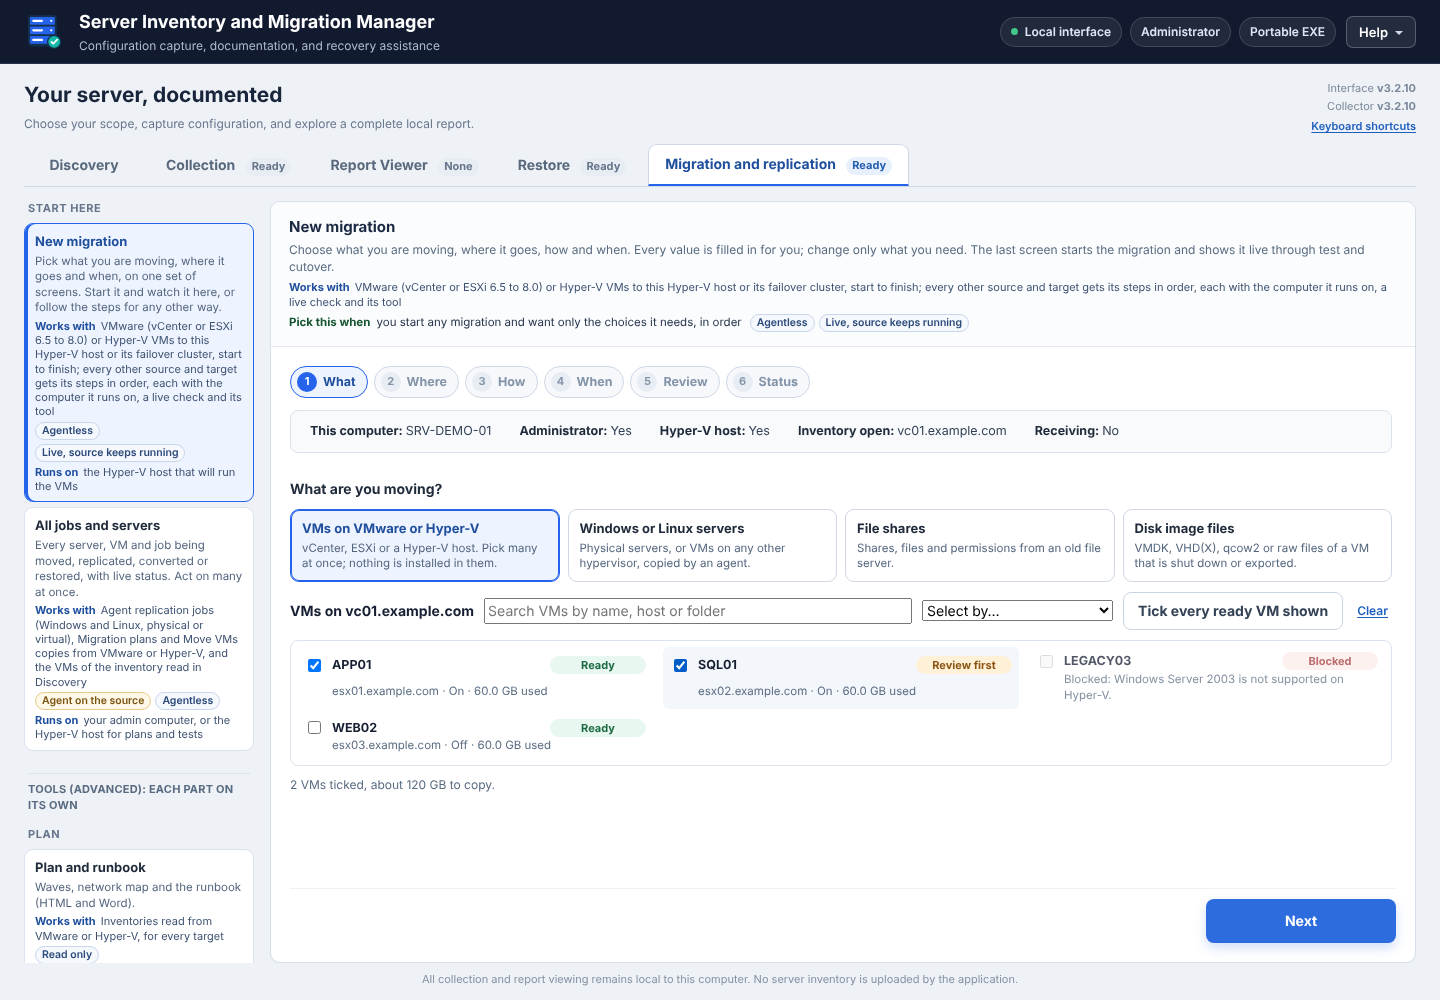 Server Inventory and Migration Manager
Configuration capture, documentation, and recovery assistance
Local interface
Administrator
Portable EXE
Help
Your server, documented
Choose your scope, capture configuration, and explore a complete local report.
Interface v3.2.10
Collector v3.2.10
Keyboard shortcuts
Discovery
Collection Ready
Report Viewer None
Restore Ready
Migration and replication Ready
START HERE
New migration
Pick what you are moving, where it
goes and when, on one set of
screens. Start it and watch it here, or
follow the steps for any other way.
Works with VMware (vCenter or ESXi
6.5 to 8.0) or Hyper-V VMs to this
Hyper-V host or its failover cluster, start
to finish; every other source and target
gets its steps in order, each with the
computer it runs on, a live check and its
tool
Agentless
Live, source keeps running
Runs on the Hyper-V host that will run
the VMs
All jobs and servers
Every server, VM and job being
moved, replicated, converted or
restored, with live status. Act on many
at once.
Works with Agent replication jobs
(Windows and Linux, physical or
virtual), Migration plans and Move VMs
copies from VMware or Hyper-V, and
the VMs of the inventory read in
Discovery
Agent on the source Agentless
Runs on your admin computer, or the
Hyper-V host for plans and tests
TOOLS (ADVANCED): EACH PART ON
ITS OWN
PLAN
Plan and runbook
Waves, network map and the runbook
(HTML and Word).
Works with Inventories read from
VMware or Hyper-V, for every target
Read only
New migration
Choose what you are moving, where it goes, how and when. Every value is filled in for you; change only what you need. The last screen starts the migration and shows it live through test and
cutover.
Works with VMware (vCenter or ESXi 6.5 to 8.0) or Hyper-V VMs to this Hyper-V host or its failover cluster, start to finish; every other source and target gets its steps in order, each with the computer it runs on, a
live check and its tool
Pick this when you start any migration and want only the choices it needs, in order Agentless Live, source keeps running
1 What
2 Where
3 How
4 When
5 Review
6 Status
This computer: SRV-DEMO-01 Administrator: Yes Hyper-V host: Yes Inventory open: vc01.example.com Receiving: No
What are you moving?
VMs on VMware or Hyper-V
vCenter, ESXi or a Hyper-V host. Pick many
at once; nothing is installed in them.
Windows or Linux servers
Physical servers, or VMs on any other
hypervisor, copied by an agent.
File shares
Shares, files and permissions from an old file
server.
Disk image files
VMDK, VHD(X), qcow2 or raw files of a VM
that is shut down or exported.
VMs on vc01.example.com
Search VMs by name, host or folder
Select by...
Tick every ready VM shown
Clear
APP01 Ready
esx01.example.com · On · 60.0 GB used
SQL01 Review first
esx02.example.com · On · 60.0 GB used
LEGACY03 Blocked
Blocked: Windows Server 2003 is not supported on
Hyper-V.
WEB02 Ready
esx03.example.com · Off · 60.0 GB used
2 VMs ticked, about 120 GB to copy.
Next
All collection and report viewing remains local to this computer. No server inventory is uploaded by the application.